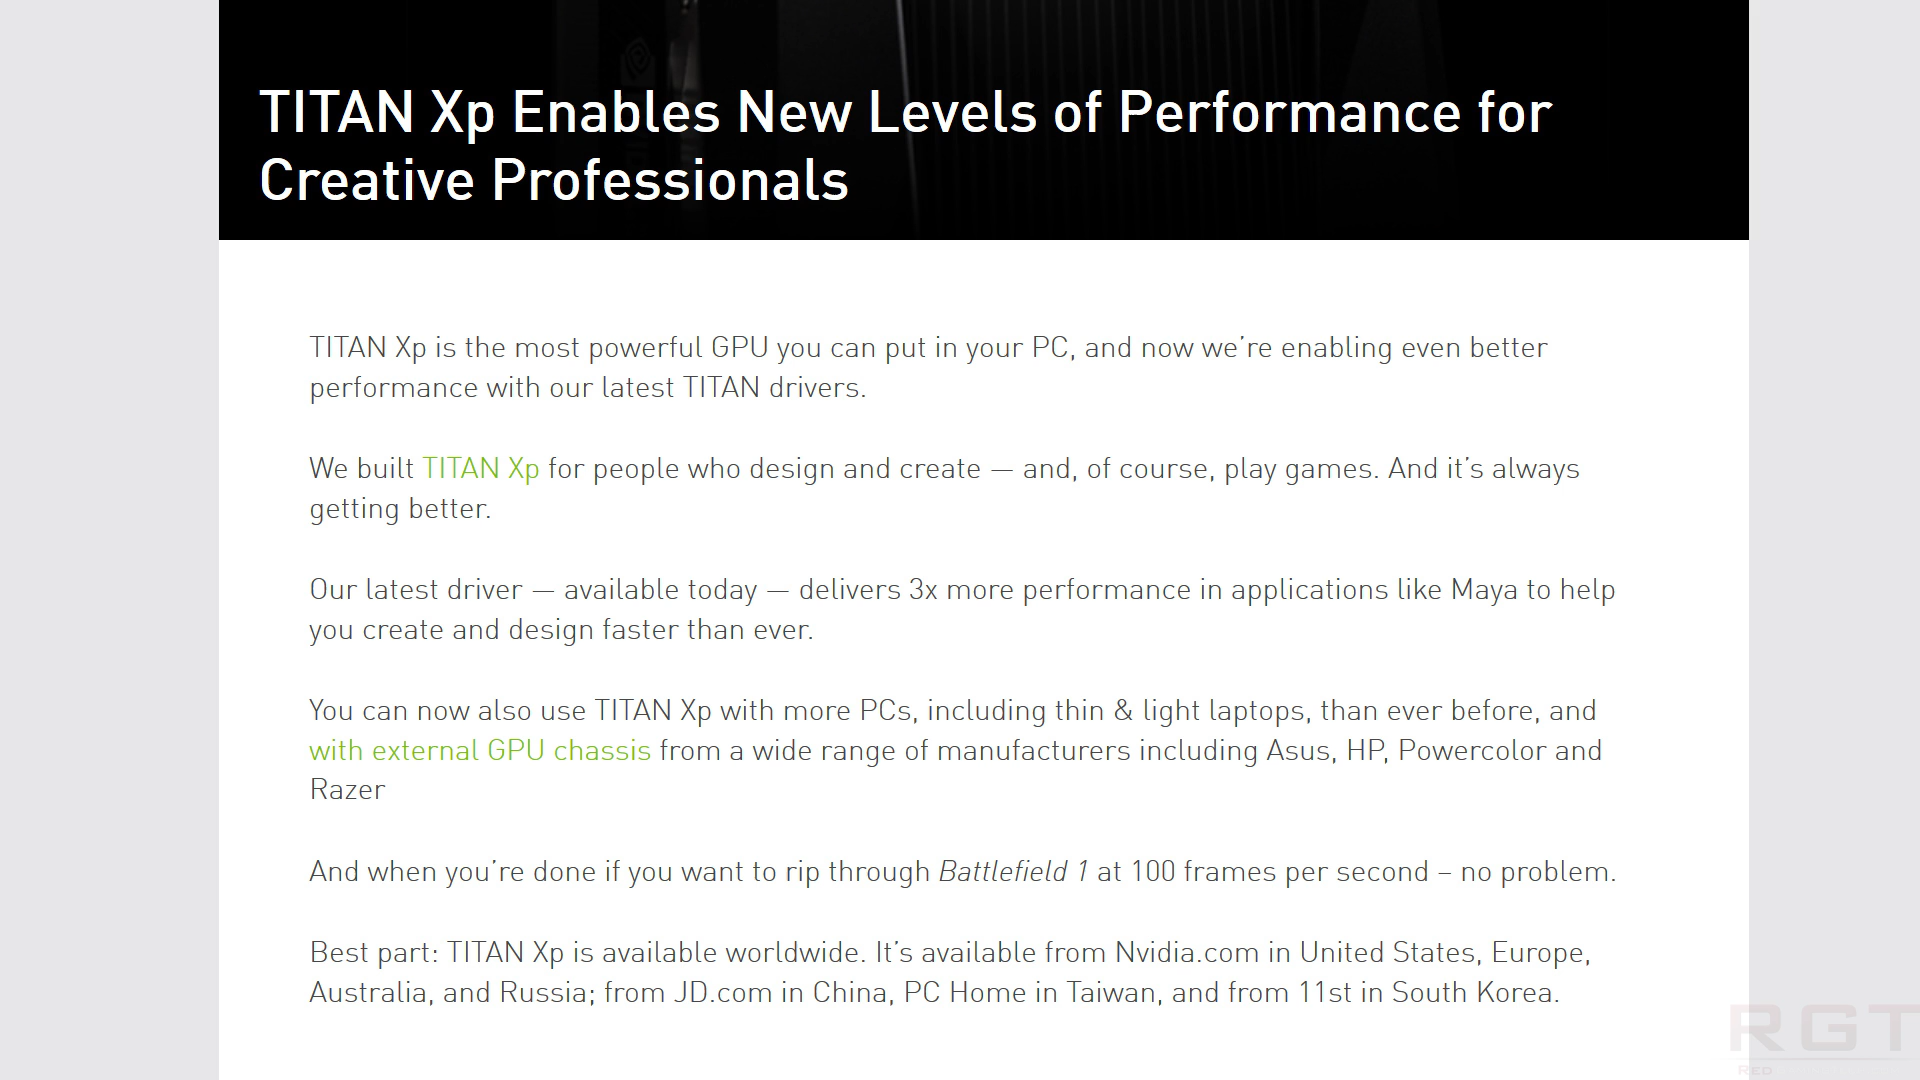 TITAN Xp Enables New Levels of Performance for
Creative Professionals
TITAN Xp is the most powerful GPU you can put in your PC, and now we’re enabling even better
performance with our latest TITAN drivers.
We built TITAN Xp for people who design and create — and, of course, play games. And it’s always
getting better.
Our latest driver — available today — delivers 3x more performance in applications like Maya to help
you create and design faster than ever.
You can now also use TITAN Xp with more PCs, including thin & light laptops, than ever before, and
with external GPU chassis from a wide range of manufacturers including Asus, HP, Powercolor and
Razer
And when you’re done if you want to rip through Battlefield 1 at 100 frames per second – no problem.
Best part: TITAN Xp is available worldwide. It’s available from Nvidia.com in United States, Europe,
Australia, and Russia; from JD.com in China, PC Home in Taiwan, and from 11st in South Korea.
RGT
Red